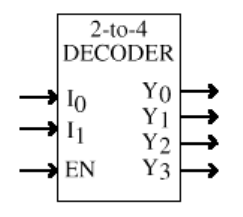 2-to-4
DECODER
I0 Y0
I1 Y1
Y2
EN Y3